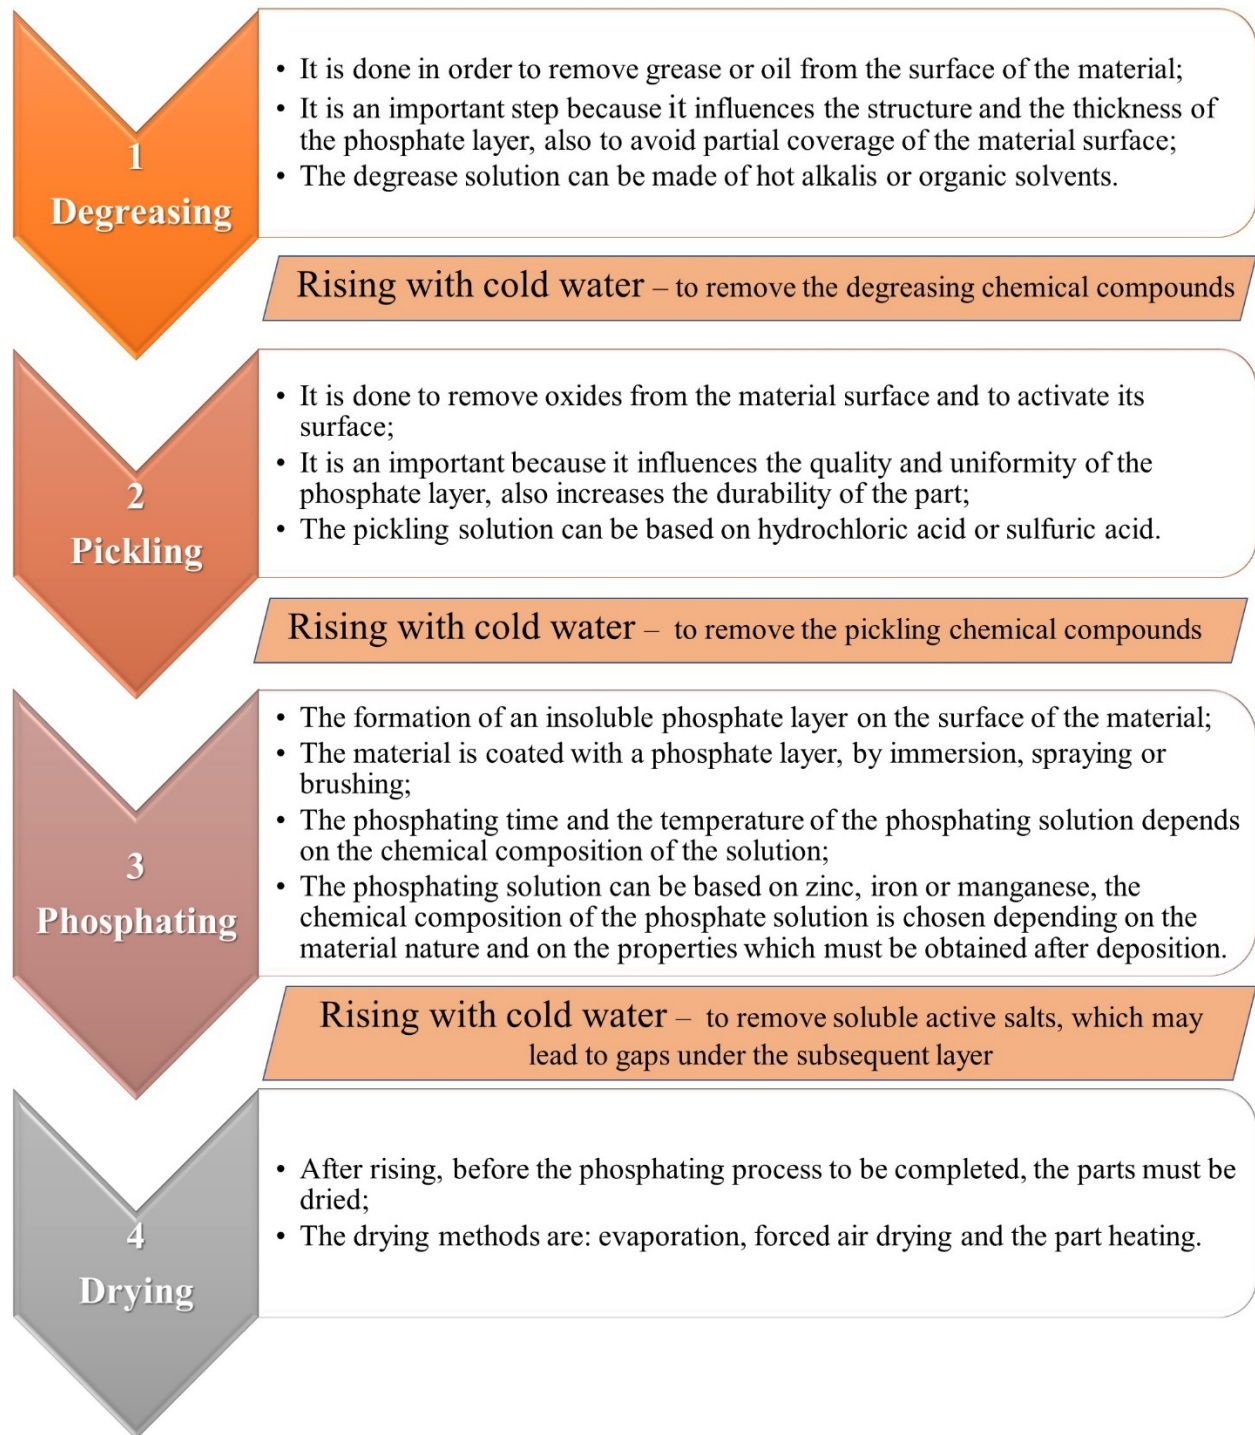 1
Degreasing
• It is done in order to remove grease or oil from the surface of the material;
• It is an important step because it influences the structure and the thickness of
the phosphate layer, also to avoid partial coverage of the material surface;
• The degrease solution can be made of hot alkalis or organic solvents.
Rising with cold water – to remove the degreasing chemical compounds
2
Pickling
• It is done to remove oxides from the material surface and to activate its
surface;
• It is an important because it influences the quality and uniformity of the
phosphate layer, also increases the durability of the part;
• The pickling solution can be based on hydrochloric acid or sulfuric acid.
Rising with cold water – to remove the pickling chemical compounds
3
Phosphating
• The formation of an insoluble phosphate layer on the surface of the material;
• The material is coated with a phosphate layer, by immersion, spraying or
brushing;
• The phosphating time and the temperature of the phosphating solution depends
on the chemical composition of the solution;
• The phosphating solution can be based on zinc, iron or manganese, the
chemical composition of the phosphate solution is chosen depending on the
material nature and on the properties which must be obtained after deposition.
Rising with cold water – to remove soluble active salts, which may
lead to gaps under the subsequent layer
4
Drying
• After rising, before the phosphating process to be completed, the parts must be
dried;
• The drying methods are: evaporation, forced air drying and the part heating.